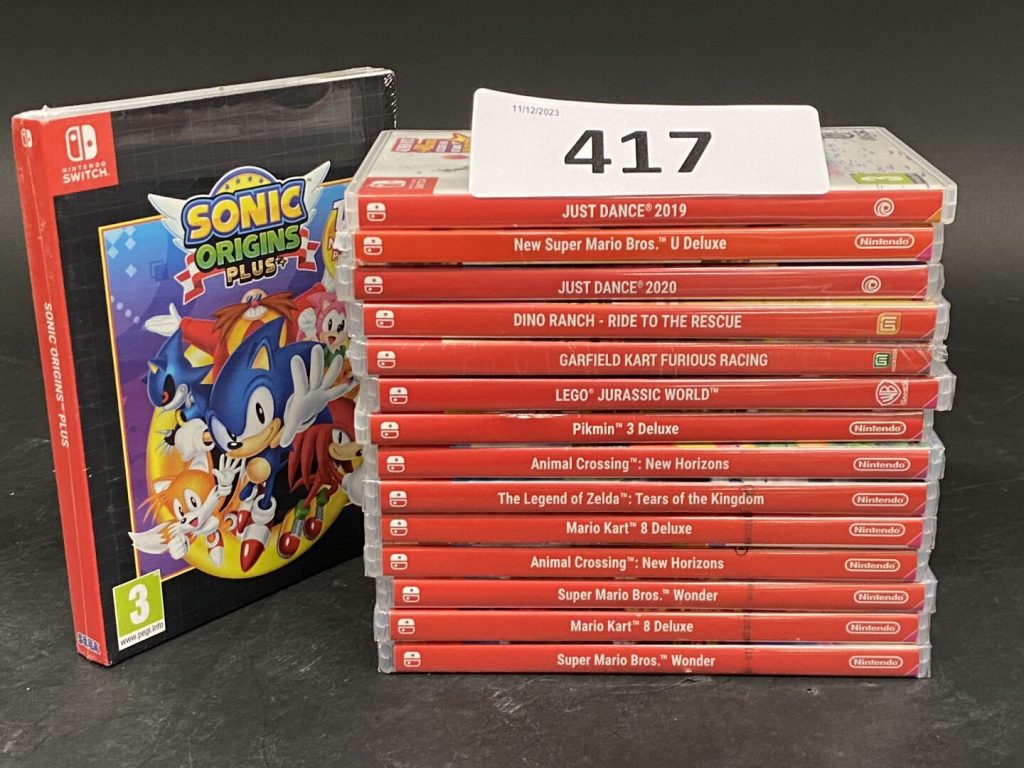 11/12/2023
417
NINTENDO
SWITCH
SONIC
ORIGINS
PLUS+
SONIC ORIGINS™ PLUS
3
www.pegi.info
SEGA
JUST DANCE® 2019
New Super Mario Bros.™ U Deluxe
Nintendo
JUST DANCE® 2020
DINO RANCH - RIDE TO THE RESCUE
GARFIELD KART FURIOUS RACING
LEGO® JURASSIC WORLD™
WB
GAMES
Pikmin™ 3 Deluxe
Nintendo
Animal Crossing™: New Horizons
Nintendo
The Legend of Zelda™: Tears of the Kingdom
Nintendo
Mario Kart™ 8 Deluxe
Nintendo
Animal Crossing™: New Horizons
Nintendo
Super Mario Bros.™ Wonder
Nintendo
Mario Kart™ 8 Deluxe
Nintendo
Super Mario Bros.™ Wonder
Nintendo